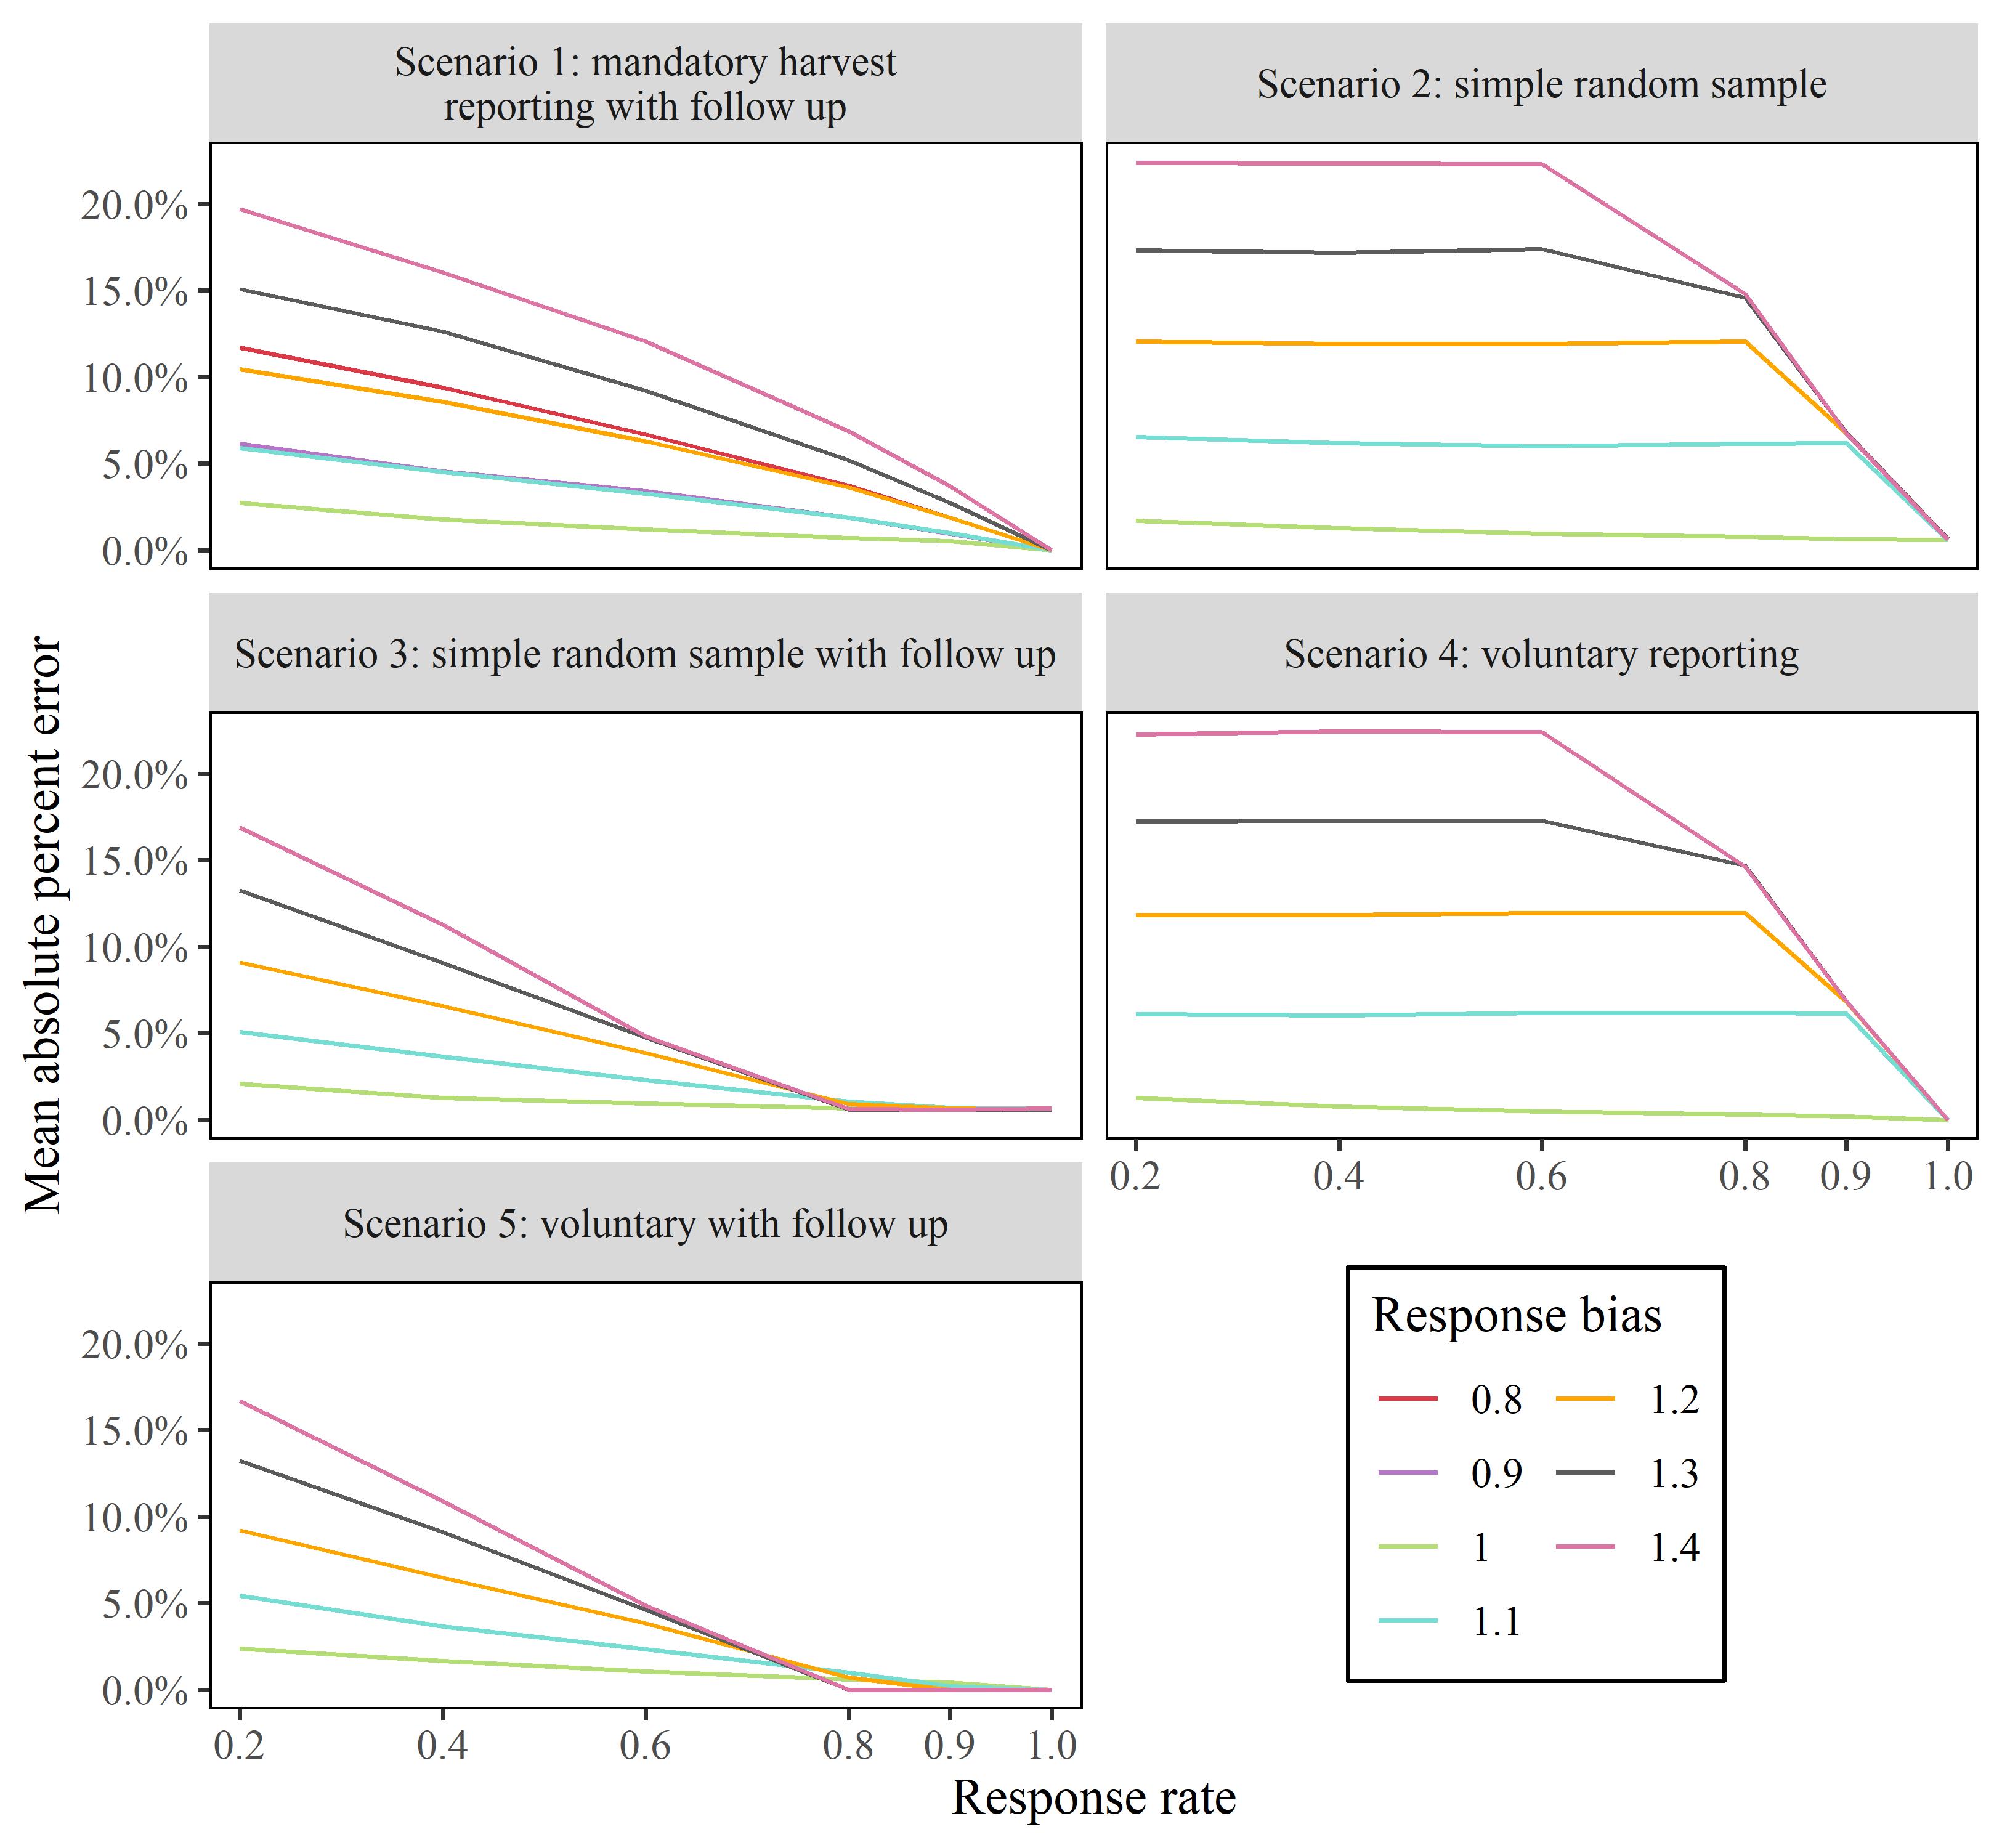 Scenario 1: mandatory harvest
reporting with follow up
Scenario 2: simple random sample
20.0%
15.0%
10.0%
5.0%
0.0%
Scenario 3: simple random sample with follow up
Scenario 4: voluntary reporting
Mean absolute percent error
20.0%
15.0%
10.0%
5.0%
0.0%
0.2 0.4 0.6 0.8 0.9 1.0
Scenario 5: voluntary with follow up
20.0%
15.0%
10.0%
5.0%
0.0%
0.2 0.4 0.6 0.8 0.9 1.0
Response rate
Response bias
0.8 1.2
0.9 1.3
1 1.4
1.1